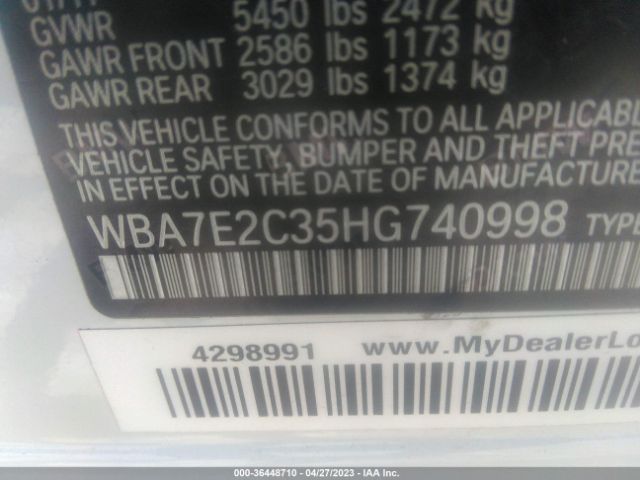 GVWR 5450 lbs 2472 kg
GAWR FRONT 2586 lbs 1173 kg
GAWR REAR 3029 lbs 1374 kg
THIS VEHICLE CONFORMS TO ALL APPLICABLE
VEHICLE SAFETY, BUMPER AND THEFT PRE
IN EFFECT ON THE DATE OF MANUFACTUR
WBA7E2C35HG740998 TYPE
4298991 www.MyDealerLo
000-36448710 / 04/27/2023 / IAA Inc.